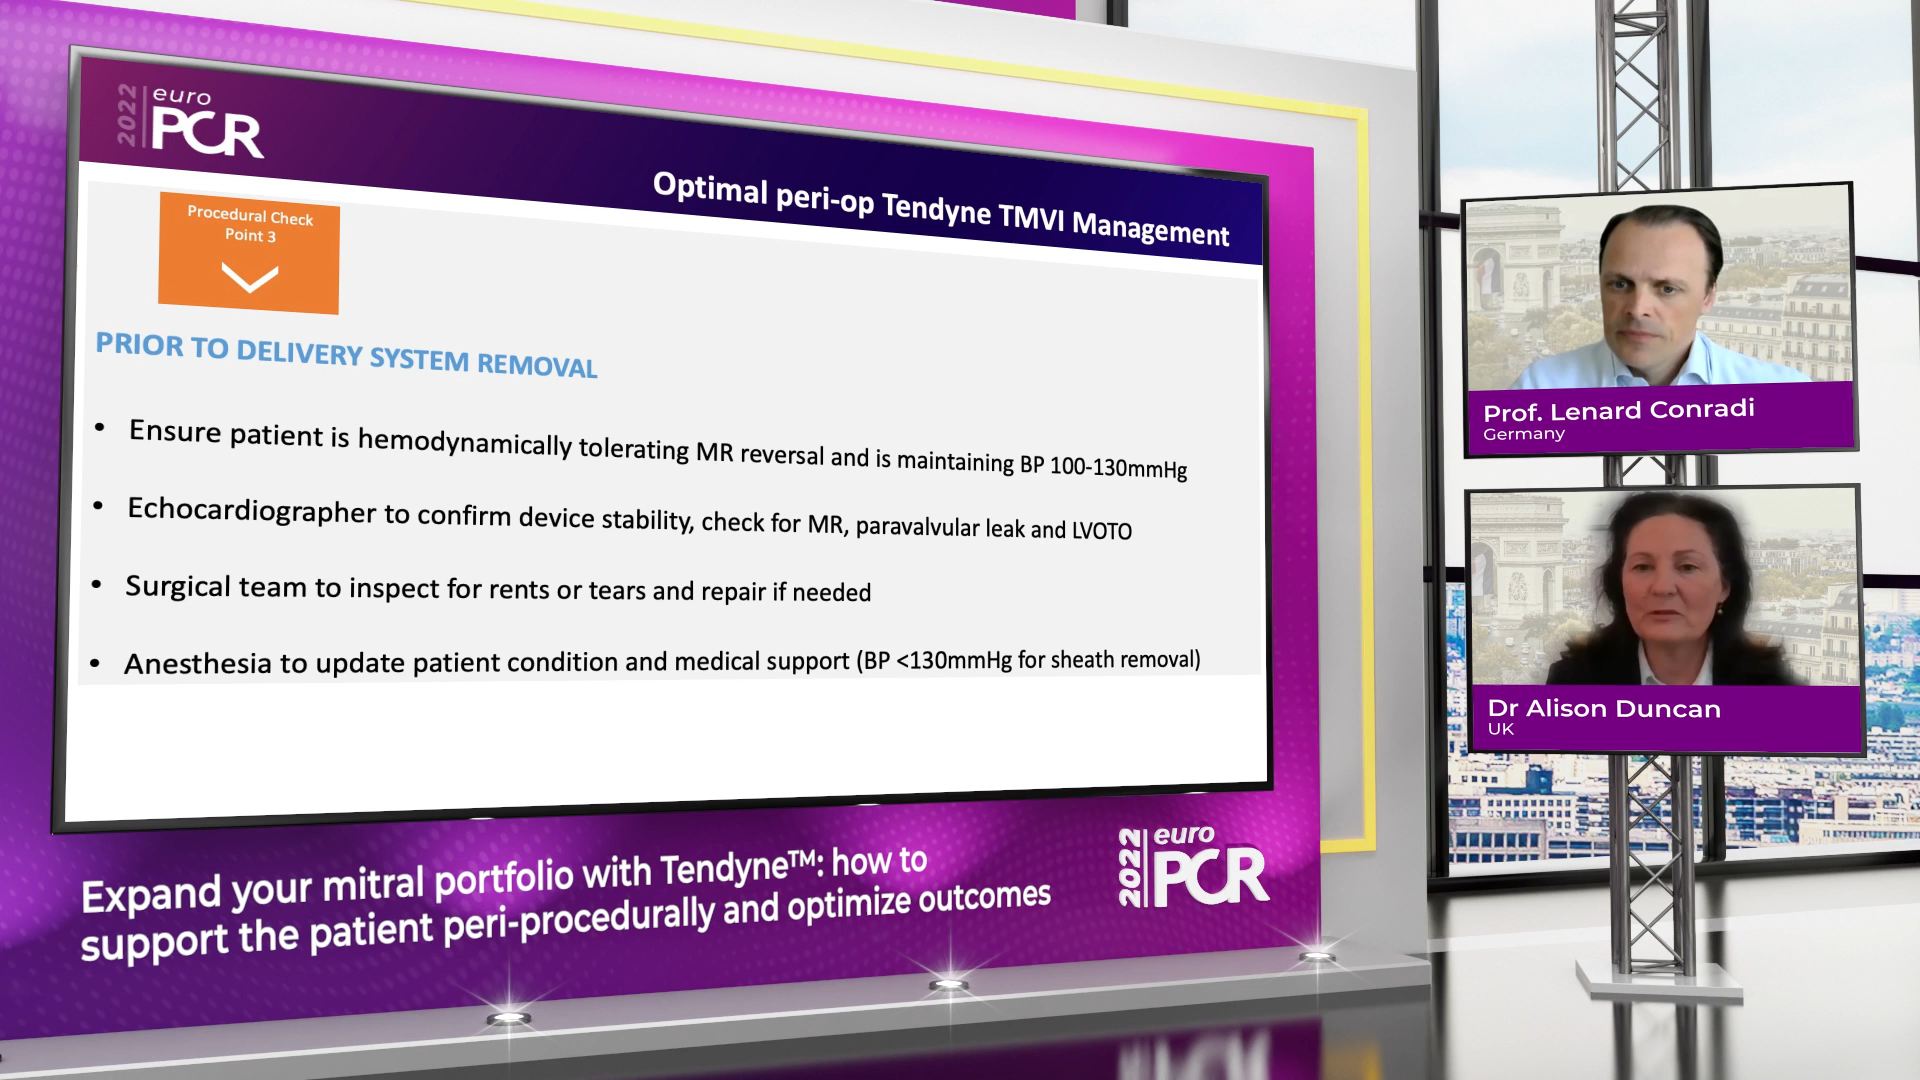 2022
euro
PCR
Optimal peri-op Tendyne TMVI Management
Procedural Check
Point 3
PRIOR TO DELIVERY SYSTEM REMOVAL
• Ensure patient is hemodynamically tolerating MR reversal and is maintaining BP 100-130mmHg
• Echocardiographer to confirm device stability, check for MR, paravalvular leak and LVOTO
• Surgical team to inspect for rents or tears and repair if needed
• Anesthesia to update patient condition and medical support (BP <130mmHg for sheath removal)
Prof. Lenard Conradi
Germany
Dr Alison Duncan
UK
Expand your mitral portfolio with Tendyne™: how to
support the patient peri-procedurally and optimize outcomes
2022
euro
PCR